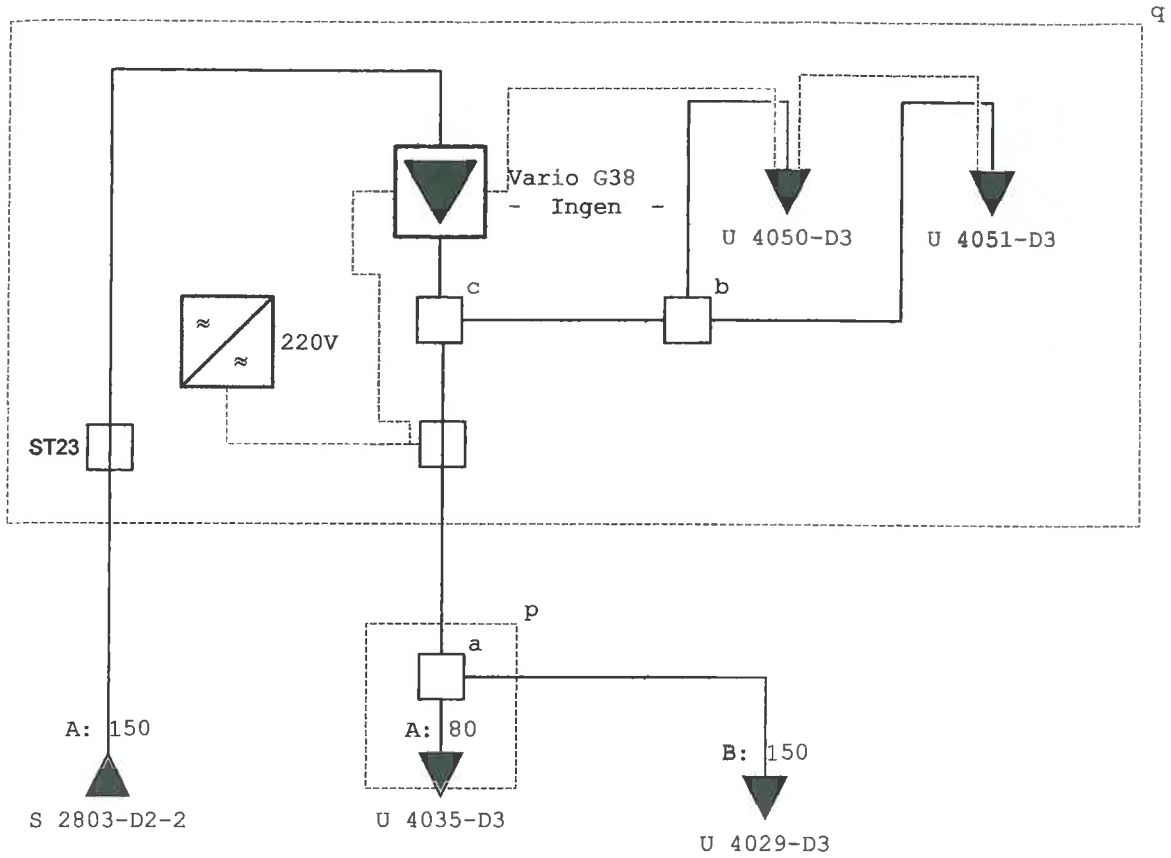 q
Vario G38
- Ingen -
U 4050-D3
U 4051-D3
c
b
≈
≈
220V
ST23
p
a
A: 150
A: 80
B: 150
S 2803-D2-2
U 4035-D3
U 4029-D3